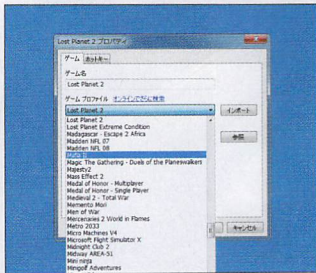 Lost Planet 2 プロパティ
ゲーム ホットキー
ゲーム名
Lost Planet 2
ゲーム プロファイル オンラインでさらに検索
Lost Planet 2 インポート
Lost Planet 2
Lost Planet Extreme Condition
Madagascar - Escape 2 Africa
参照
Madden NFL 07
Madden NFL 08
Mafia II
Magic The Gathering - Duels of the Planeswalkers
Majesty2
Mass Effect 2
Medal of Honor - Multiplayer
Medal of Honor - Single Player
Medieval 2 - Total War
Memento Mori
Men of War
Mercenaries 2 World in Flames
キャンセル
Metro 2033
Micro Machines V4
Microsoft Flight Simulator X
Midnight Club 2
Midway AREA-51
Mini ninja
Mingolf Adventures